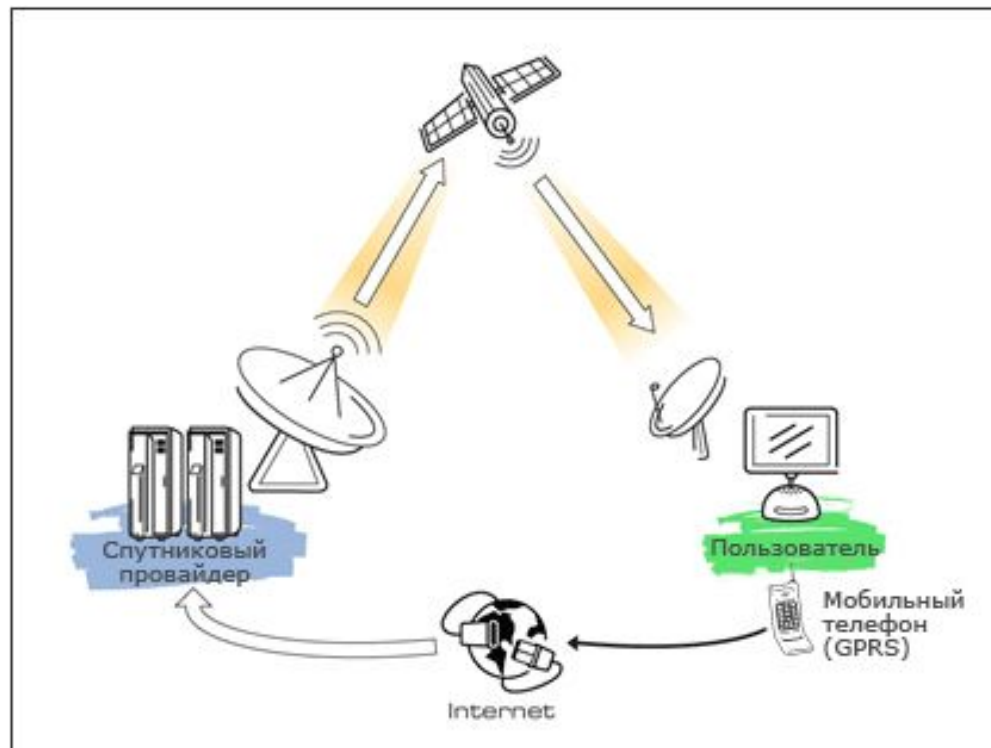 Спутниковый
провайдер
Пользователь
Мобильный
телефон
(GPRS)
Internet